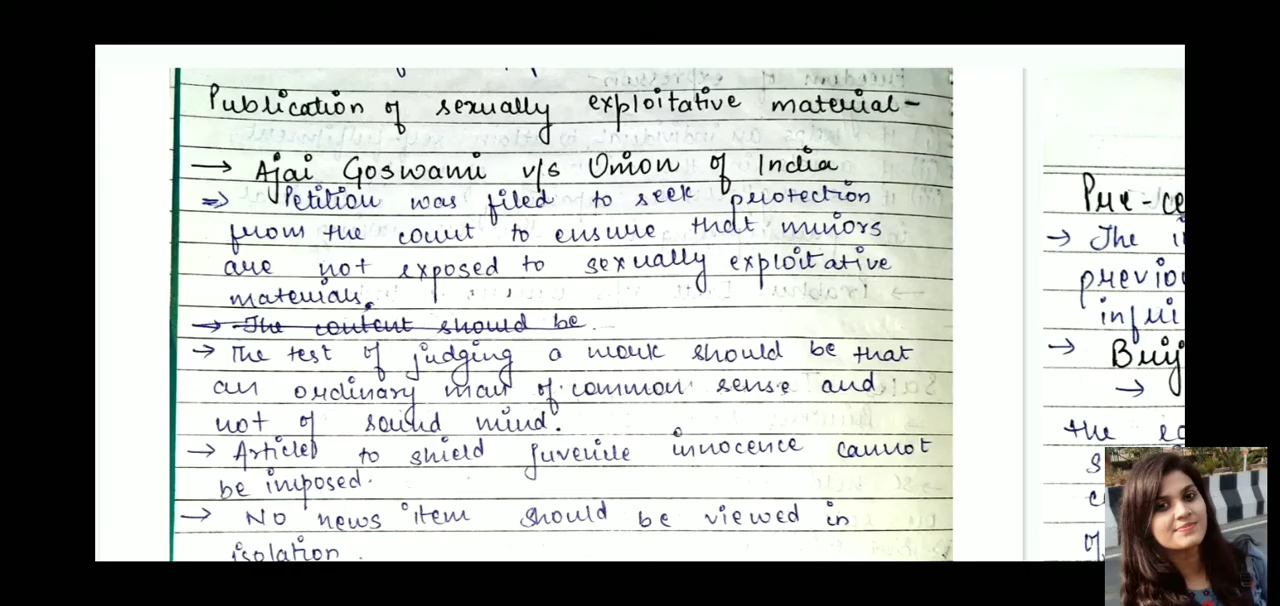 Publication of sexually exploitative material-
→ Ajai Goswami v/s Union of India
⇒ Petition was filed to seek protection
from the court to ensure that minors
are not exposed to sexually exploitative
materials.
→ The content should be.
→ The test of judging a work should be that
an ordinary man of common sense and
not of sound mind.
→ Articles to shield juvenile innocence cannot
be imposed.
→ No news item should be viewed in
isolation.
Pre-ce
→ The i
previo
infri
→ Brij
→
the